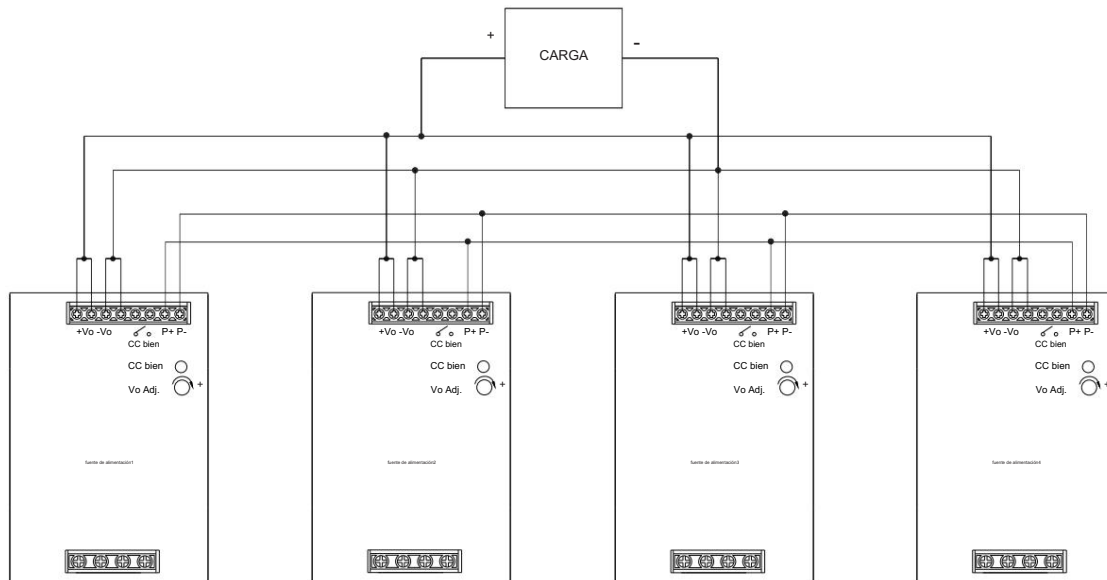 +
CARGA
-
+Vo -Vo P+ P-
CC bien
CC bien
Vo Adj. +
fuente de alimentación1
+Vo -Vo P+ P-
CC bien
CC bien
Vo Adj. +
fuente de alimentación2
+Vo -Vo P+ P-
CC bien
CC bien
Vo Adj. +
fuente de alimentación3
+Vo -Vo P+ P-
CC bien
CC bien
Vo Adj. +
fuente de alimentación4